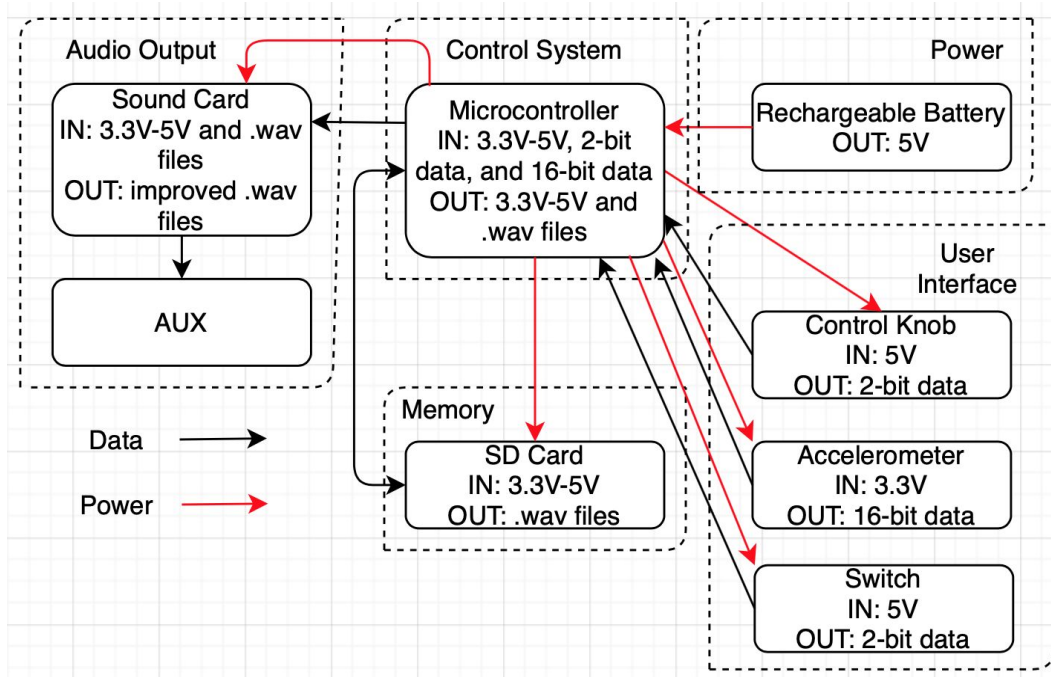 Audio Output
Sound Card
IN: 3.3V-5V and .wav
files
OUT: improved .wav
files
AUX
Control System
Microcontroller
IN: 3.3V-5V, 2-bit
data, and 16-bit data
OUT: 3.3V-5V and
.wav files
Power
Rechargeable Battery
OUT: 5V
User
Interface
Control Knob
IN: 5V
OUT: 2-bit data
Accelerometer
IN: 3.3V
OUT: 16-bit data
Switch
IN: 5V
OUT: 2-bit data
Memory
SD Card
IN: 3.3V-5V
OUT: .wav files
Data
Power